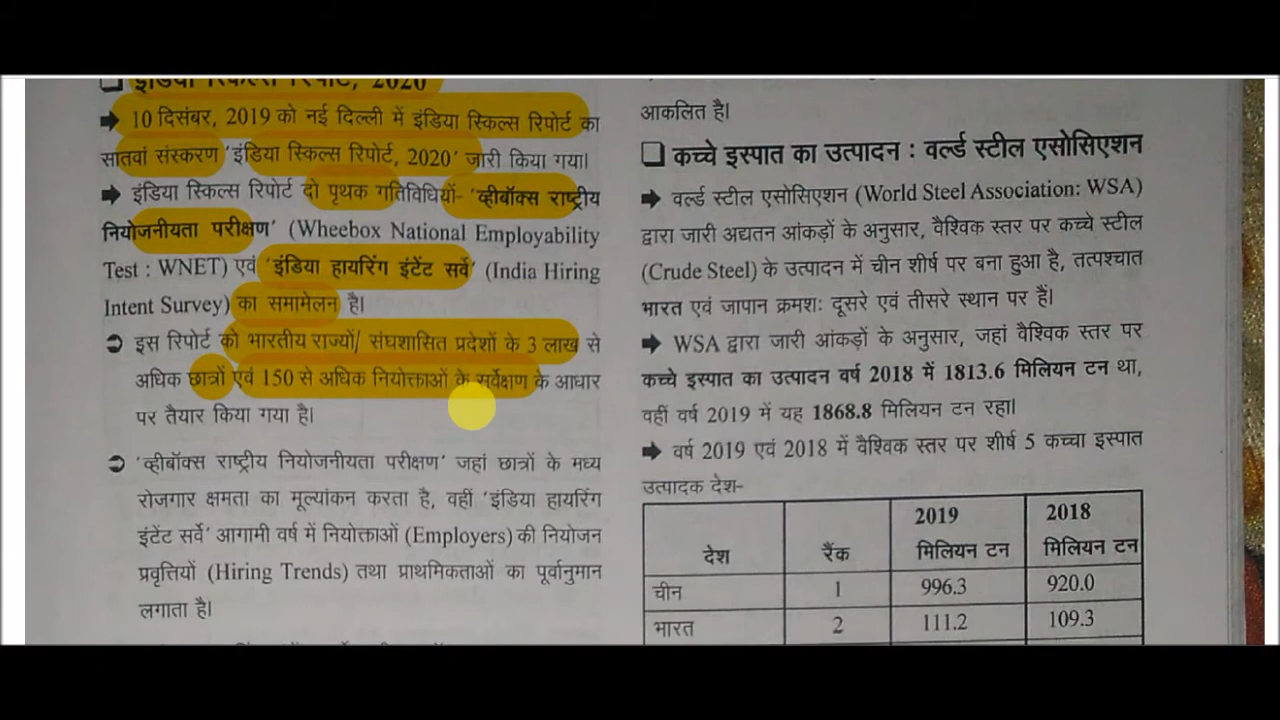 ❑ इंडिया स्किल्स रिपोर्ट, 2020
➡ 10 दिसंबर, 2019 को नई दिल्ली में इंडिया स्किल्स रिपोर्ट का
सातवां संस्करण 'इंडिया स्किल्स रिपोर्ट, 2020' जारी किया गया।
➡ इंडिया स्किल्स रिपोर्ट दो पृथक गतिविधियों- 'व्हीबॉक्स राष्ट्रीय
नियोजनीयता परीक्षण' (Wheebox National Employability
Test : WNET) एवं 'इंडिया हायरिंग इंटेंट सर्वे' (India Hiring
Intent Survey) का समामेलन है।
➲ इस रिपोर्ट को भारतीय राज्यों/ संघशासित प्रदेशों के 3 लाख से
अधिक छात्रों एवं 150 से अधिक नियोक्ताओं के सर्वेक्षण के आधार
पर तैयार किया गया है।
➲ 'व्हीबॉक्स राष्ट्रीय नियोजनीयता परीक्षण' जहां छात्रों के मध्य
रोजगार क्षमता का मूल्यांकन करता है, वहीं 'इंडिया हायरिंग
इंटेंट सर्वे' आगामी वर्ष में नियोक्ताओं (Employers) की नियोजन
प्रवृत्तियों (Hiring Trends) तथा प्राथमिकताओं का पूर्वानुमान
लगाता है।
आकलित है।
❑ कच्चे इस्पात का उत्पादन : वर्ल्ड स्टील एसोसिएशन
➡ वर्ल्ड स्टील एसोसिएशन (World Steel Association: WSA)
द्वारा जारी अद्यतन आंकड़ों के अनुसार, वैश्विक स्तर पर कच्चे स्टील
(Crude Steel) के उत्पादन में चीन शीर्ष पर बना हुआ है, तत्पश्चात
भारत एवं जापान क्रमशः दूसरे एवं तीसरे स्थान पर हैं।
➡ WSA द्वारा जारी आंकड़ों के अनुसार, जहां वैश्विक स्तर पर
कच्चे इस्पात का उत्पादन वर्ष 2018 में 1813.6 मिलियन टन था,
वहीं वर्ष 2019 में यह 1868.8 मिलियन टन रहा।
➡ वर्ष 2019 एवं 2018 में वैश्विक स्तर पर शीर्ष 5 कच्चा इस्पात
उत्पादक देश-
2019 2018
देश रैंक मिलियन टन मिलियन टन
चीन 1 996.3 920.0
भारत 2 111.2 109.3